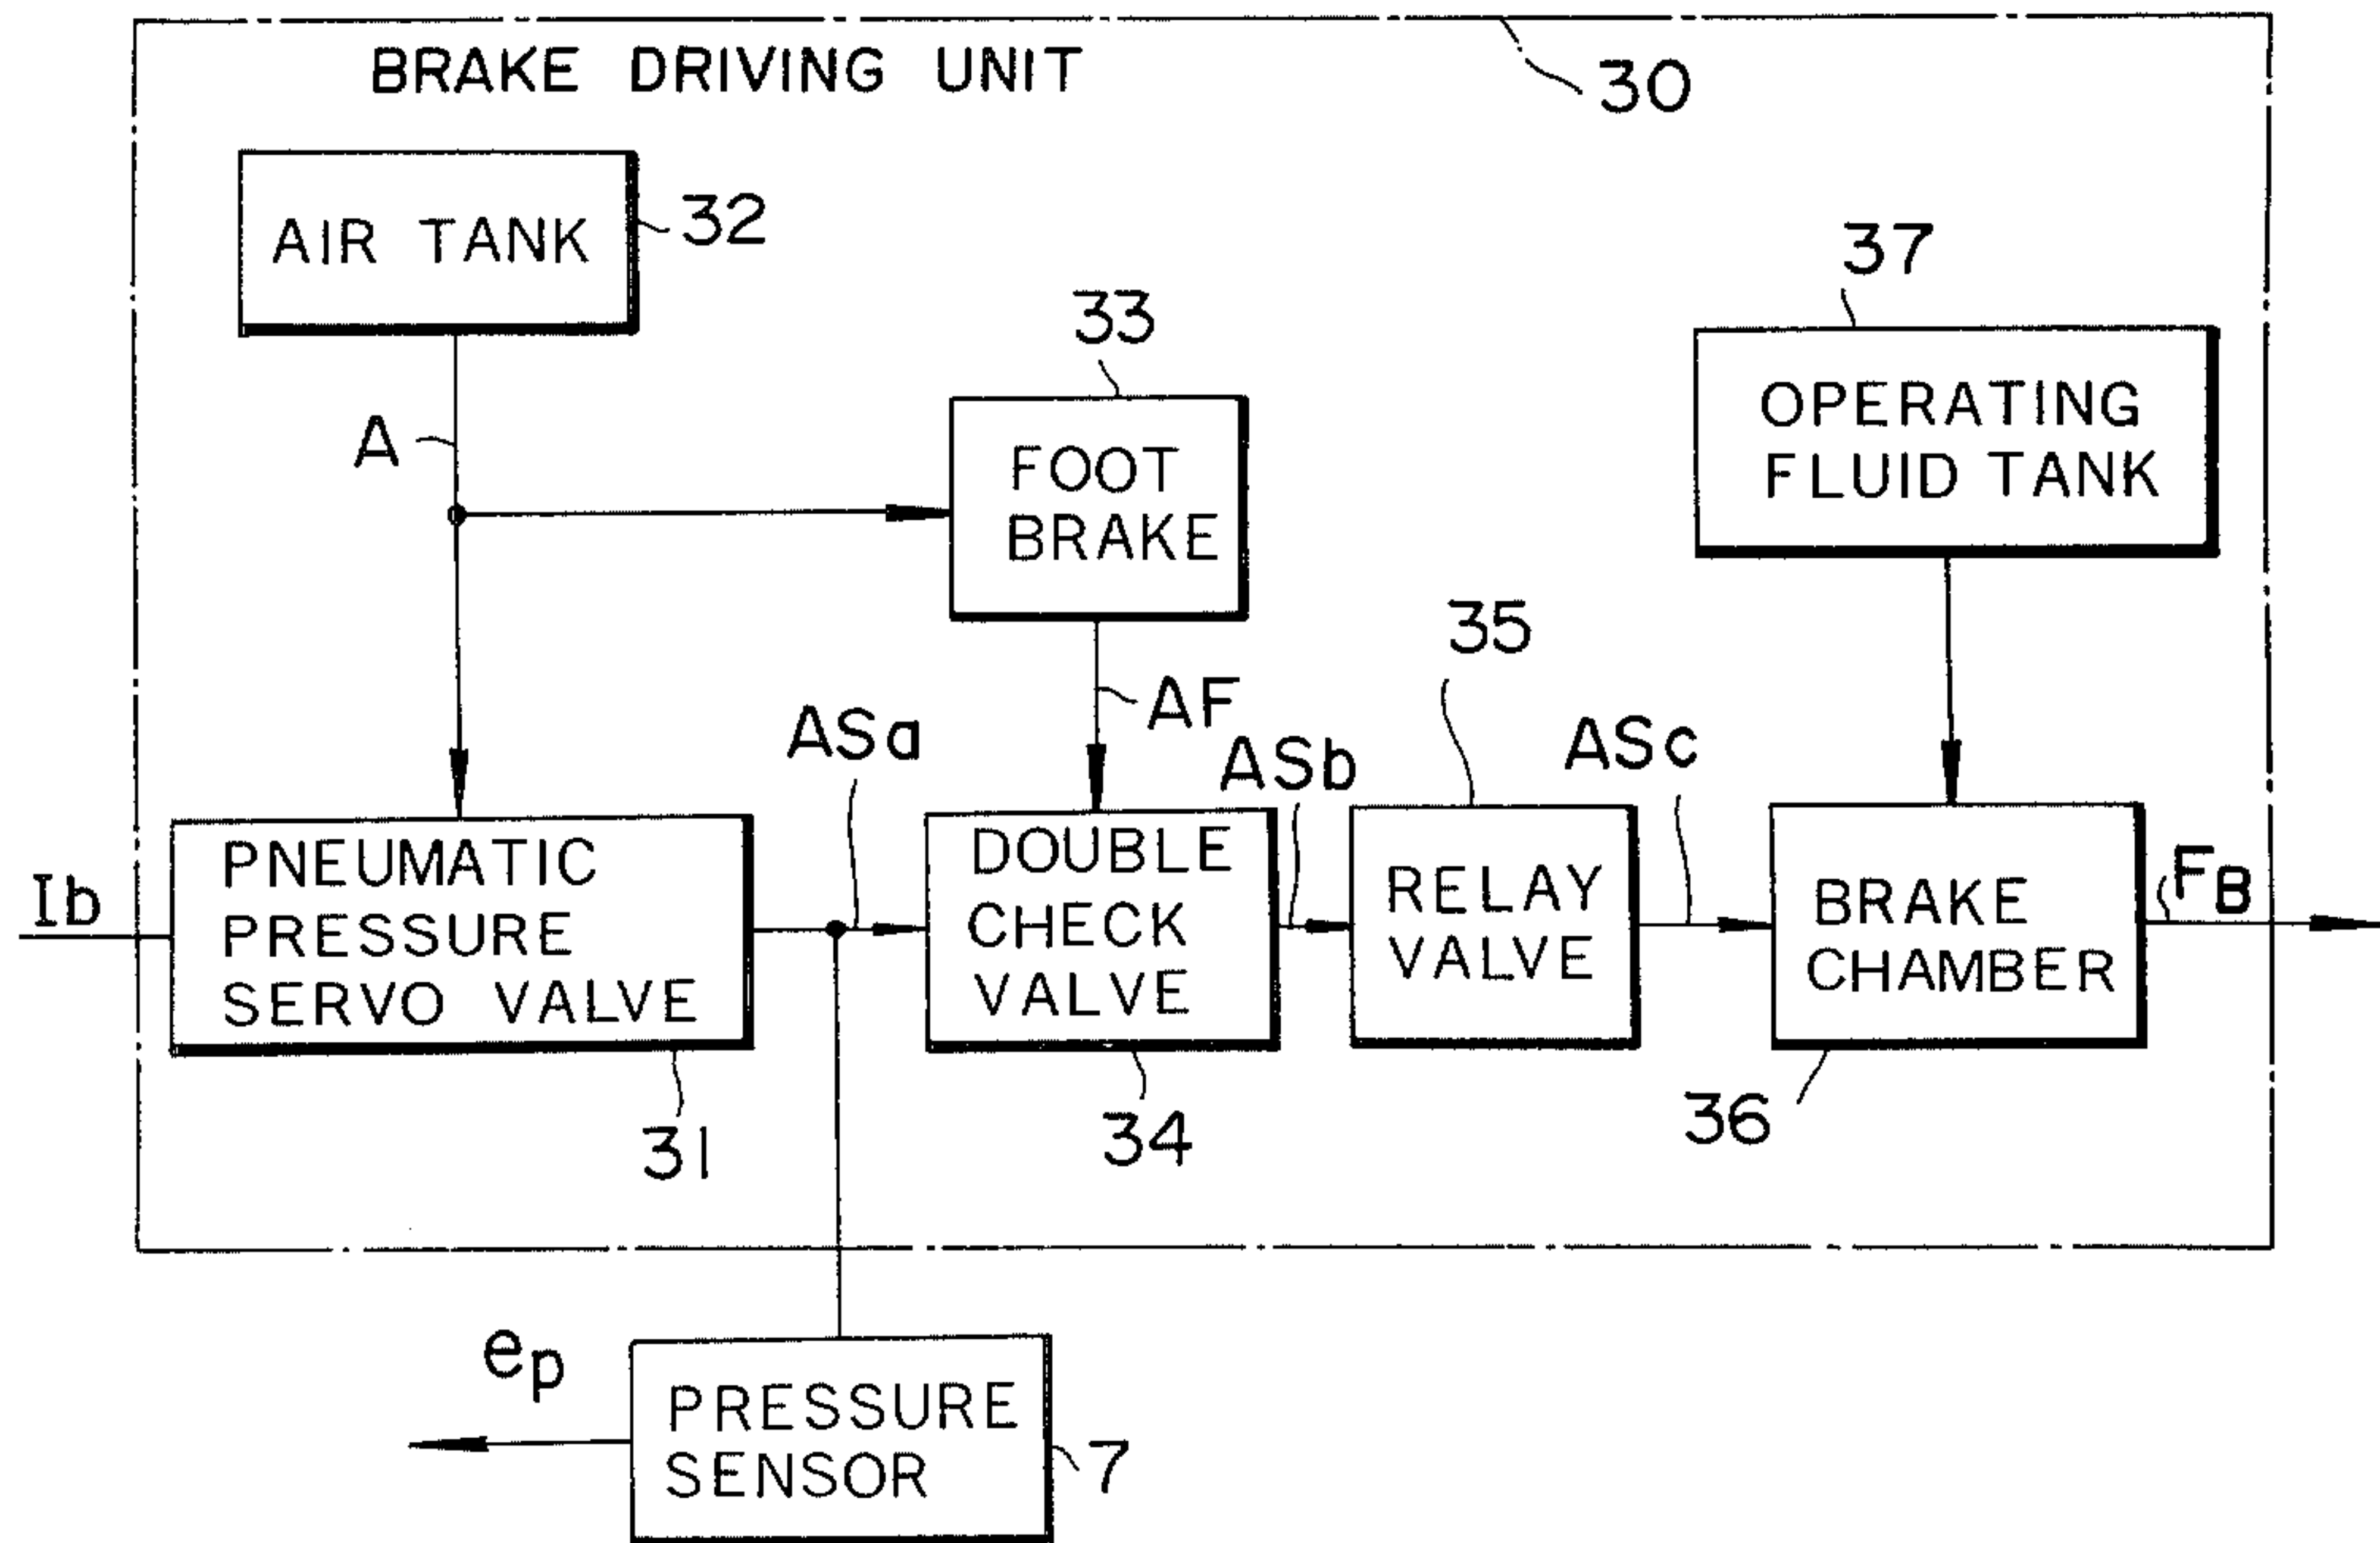 BRAKE DRIVING UNIT
30
AIR TANK
32
37
33
OPERATING
FLUID TANK
A
FOOT
BRAKE
35
AF
ASa
ASb
ASc
Ib
PNEUMATIC
PRESSURE
SERVO VALVE
DOUBLE
CHECK
VALVE
RELAY
VALVE
BRAKE
CHAMBER
FB
31
34
36
ep
PRESSURE
SENSOR
7